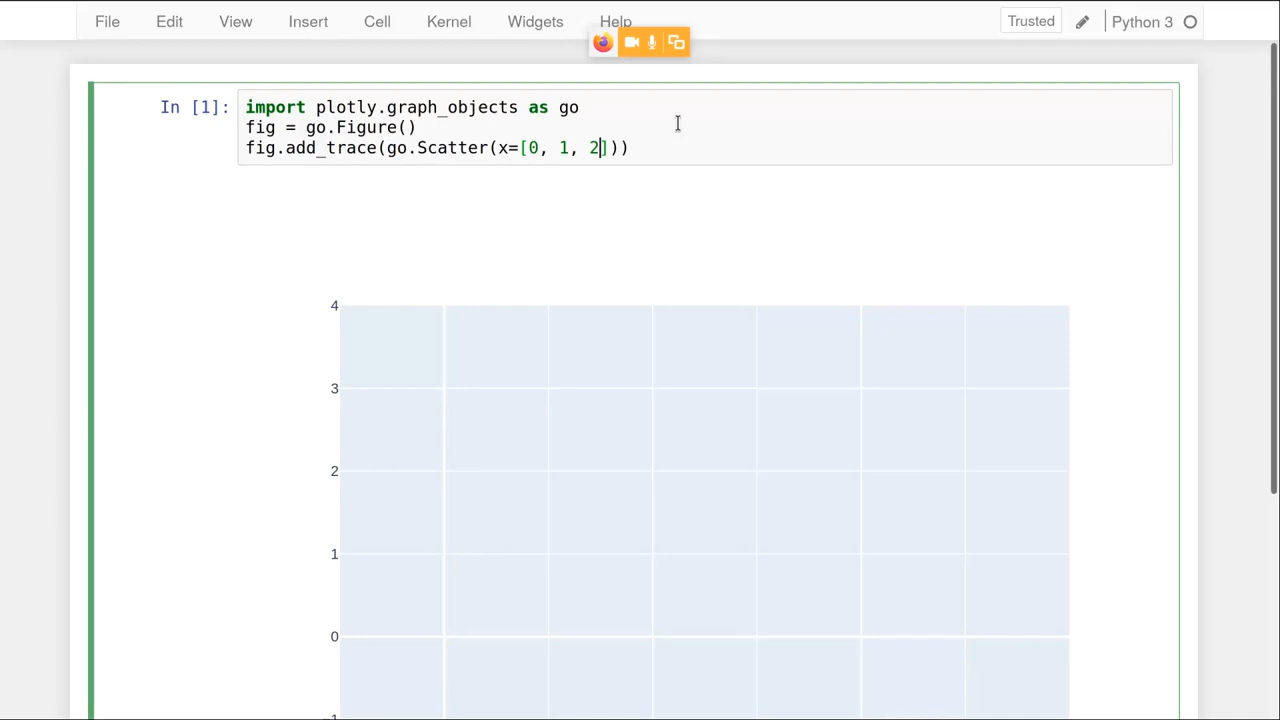 File Edit View Insert Cell Kernel Widgets Help Trusted Python 3
In [1]: import plotly.graph_objects as go
fig = go.Figure()
fig.add_trace(go.Scatter(x=[0, 1, 2]))
4
3
2
1
0
-1